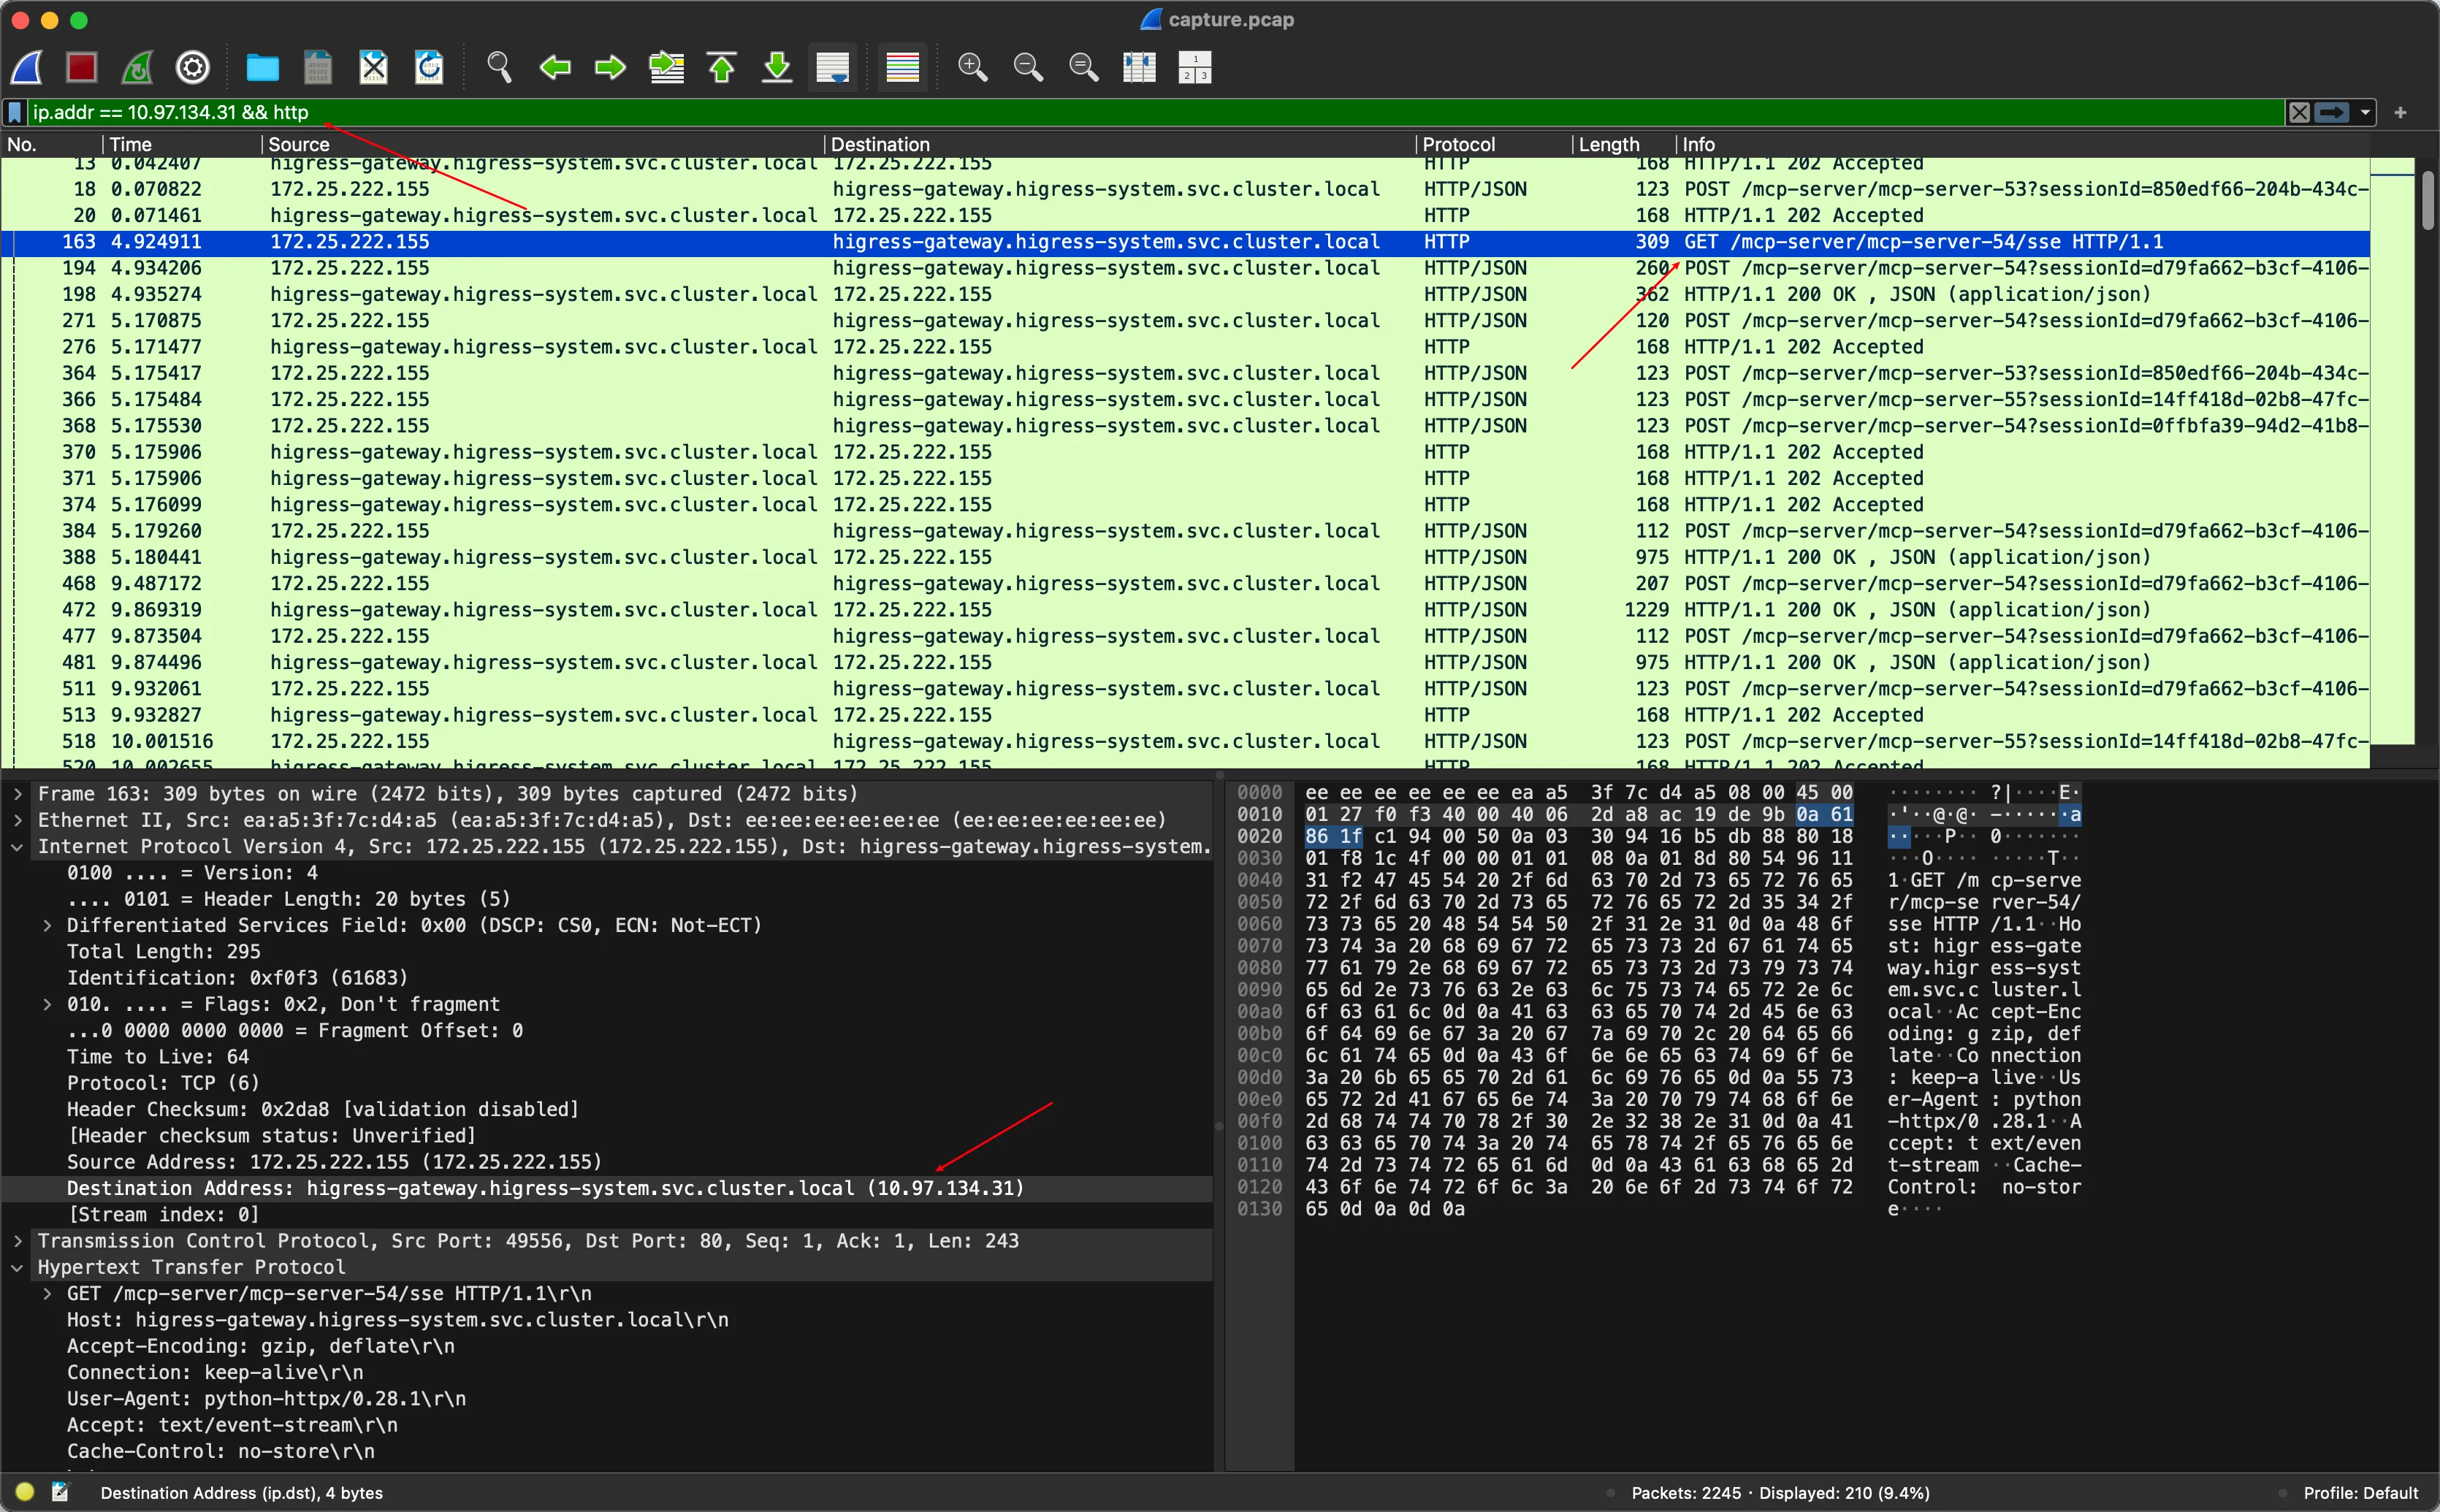 capture.pcap
ip.addr == 10.97.134.31 && http
No. Time Source Destination Protocol Length Info
13 0.042407 higress-gateway.higress-system.svc.cluster.local 172.25.222.155 HTTP 168 HTTP/1.1 202 Accepted
18 0.070822 172.25.222.155 higress-gateway.higress-system.svc.cluster.local HTTP/JSON 123 POST /mcp-server/mcp-server-53?sessionId=850edf66-204b-434c-
20 0.071461 higress-gateway.higress-system.svc.cluster.local 172.25.222.155 HTTP 168 HTTP/1.1 202 Accepted
163 4.924911 172.25.222.155 higress-gateway.higress-system.svc.cluster.local HTTP 309 GET /mcp-server/mcp-server-54/sse HTTP/1.1
194 4.934206 172.25.222.155 higress-gateway.higress-system.svc.cluster.local HTTP/JSON 260 POST /mcp-server/mcp-server-54?sessionId=d79fa662-b3cf-4106-
198 4.935274 higress-gateway.higress-system.svc.cluster.local 172.25.222.155 HTTP/JSON 362 HTTP/1.1 200 OK , JSON (application/json)
271 5.170875 172.25.222.155 higress-gateway.higress-system.svc.cluster.local HTTP/JSON 120 POST /mcp-server/mcp-server-54?sessionId=d79fa662-b3cf-4106-
276 5.171477 higress-gateway.higress-system.svc.cluster.local 172.25.222.155 HTTP 168 HTTP/1.1 202 Accepted
364 5.175417 172.25.222.155 higress-gateway.higress-system.svc.cluster.local HTTP/JSON 123 POST /mcp-server/mcp-server-53?sessionId=850edf66-204b-434c-
366 5.175484 172.25.222.155 higress-gateway.higress-system.svc.cluster.local HTTP/JSON 123 POST /mcp-server/mcp-server-55?sessionId=14ff418d-02b8-47fc-
368 5.175530 172.25.222.155 higress-gateway.higress-system.svc.cluster.local HTTP/JSON 123 POST /mcp-server/mcp-server-54?sessionId=0ffbfa39-94d2-41b8-
370 5.175906 higress-gateway.higress-system.svc.cluster.local 172.25.222.155 HTTP 168 HTTP/1.1 202 Accepted
371 5.175906 higress-gateway.higress-system.svc.cluster.local 172.25.222.155 HTTP 168 HTTP/1.1 202 Accepted
374 5.176099 higress-gateway.higress-system.svc.cluster.local 172.25.222.155 HTTP 168 HTTP/1.1 202 Accepted
384 5.179260 172.25.222.155 higress-gateway.higress-system.svc.cluster.local HTTP/JSON 112 POST /mcp-server/mcp-server-54?sessionId=d79fa662-b3cf-4106-
388 5.180441 higress-gateway.higress-system.svc.cluster.local 172.25.222.155 HTTP/JSON 975 HTTP/1.1 200 OK , JSON (application/json)
468 9.487172 172.25.222.155 higress-gateway.higress-system.svc.cluster.local HTTP/JSON 207 POST /mcp-server/mcp-server-54?sessionId=d79fa662-b3cf-4106-
472 9.869319 higress-gateway.higress-system.svc.cluster.local 172.25.222.155 HTTP/JSON 1229 HTTP/1.1 200 OK , JSON (application/json)
477 9.873504 172.25.222.155 higress-gateway.higress-system.svc.cluster.local HTTP/JSON 112 POST /mcp-server/mcp-server-54?sessionId=d79fa662-b3cf-4106-
481 9.874496 higress-gateway.higress-system.svc.cluster.local 172.25.222.155 HTTP/JSON 975 HTTP/1.1 200 OK , JSON (application/json)
511 9.932061 172.25.222.155 higress-gateway.higress-system.svc.cluster.local HTTP/JSON 123 POST /mcp-server/mcp-server-54?sessionId=d79fa662-b3cf-4106-
513 9.932827 higress-gateway.higress-system.svc.cluster.local 172.25.222.155 HTTP 168 HTTP/1.1 202 Accepted
518 10.001516 172.25.222.155 higress-gateway.higress-system.svc.cluster.local HTTP/JSON 123 POST /mcp-server/mcp-server-55?sessionId=14ff418d-02b8-47fc-
520 10.002655 higress-gateway.higress-system.svc.cluster.local 172.25.222.155 HTTP 168 HTTP/1.1 202 Accepted
Frame 163: 309 bytes on wire (2472 bits), 309 bytes captured (2472 bits)
Ethernet II, Src: ea:a5:3f:7c:d4:a5 (ea:a5:3f:7c:d4:a5), Dst: ee:ee:ee:ee:ee:ee (ee:ee:ee:ee:ee:ee)
Internet Protocol Version 4, Src: 172.25.222.155 (172.25.222.155), Dst: higress-gateway.higress-system.
0100 .... = Version: 4
.... 0101 = Header Length: 20 bytes (5)
Differentiated Services Field: 0x00 (DSCP: CS0, ECN: Not-ECT)
Total Length: 295
Identification: 0xf0f3 (61683)
010. .... = Flags: 0x2, Don't fragment
...0 0000 0000 0000 = Fragment Offset: 0
Time to Live: 64
Protocol: TCP (6)
Header Checksum: 0x2da8 [validation disabled]
[Header checksum status: Unverified]
Source Address: 172.25.222.155 (172.25.222.155)
Destination Address: higress-gateway.higress-system.svc.cluster.local (10.97.134.31)
[Stream index: 0]
Transmission Control Protocol, Src Port: 49556, Dst Port: 80, Seq: 1, Ack: 1, Len: 243
Hypertext Transfer Protocol
GET /mcp-server/mcp-server-54/sse HTTP/1.1\r\n
Host: higress-gateway.higress-system.svc.cluster.local\r\n
Accept-Encoding: gzip, deflate\r\n
Connection: keep-alive\r\n
User-Agent: python-httpx/0.28.1\r\n
Accept: text/event-stream\r\n
Cache-Control: no-store\r\n
0000 ee ee ee ee ee ee ea a5 3f 7c d4 a5 08 00 45 00 ········ ?|····E·
0010 01 27 f0 f3 40 00 40 06 2d a8 ac 19 de 9b 0a 61 ·'··@·@· -······a
0020 86 1f c1 94 00 50 0a 03 30 94 16 b5 db 88 80 18 ·····P·· 0·······
0030 01 f8 1c 4f 00 00 01 01 08 0a 01 8d 80 54 96 11 ···O···· ·····T··
0040 31 f2 47 45 54 20 2f 6d 63 70 2d 73 65 72 76 65 1·GET /m cp-serve
0050 72 2f 6d 63 70 2d 73 65 72 76 65 72 2d 35 34 2f r/mcp-se rver-54/
0060 73 73 65 20 48 54 54 50 2f 31 2e 31 0d 0a 48 6f sse HTTP /1.1··Ho
0070 73 74 3a 20 68 69 67 72 65 73 73 2d 67 61 74 65 st: higr ess-gate
0080 77 61 79 2e 68 69 67 72 65 73 73 2d 73 79 73 74 way.higr ess-syst
0090 65 6d 2e 73 76 63 2e 63 6c 75 73 74 65 72 2e 6c em.svc.c luster.l
00a0 6f 63 61 6c 0d 0a 41 63 63 65 70 74 2d 45 6e 63 ocal··Ac cept-Enc
00b0 6f 64 69 6e 67 3a 20 67 7a 69 70 2c 20 64 65 66 oding: g zip, def
00c0 6c 61 74 65 0d 0a 43 6f 6e 6e 65 63 74 69 6f 6e late··Co nnection
00d0 3a 20 6b 65 65 70 2d 61 6c 69 76 65 0d 0a 55 73 : keep-a live··Us
00e0 65 72 2d 41 67 65 6e 74 3a 20 70 79 74 68 6f 6e er-Agent : python
00f0 2d 68 74 74 70 78 2f 30 2e 32 38 2e 31 0d 0a 41 -httpx/0 .28.1··A
0100 63 63 65 70 74 3a 20 74 65 78 74 2f 65 76 65 6e ccept: t ext/even
0110 74 2d 73 74 72 65 61 6d 0d 0a 43 61 63 68 65 2d t-stream ··Cache-
0120 43 6f 6e 74 72 6f 6c 3a 20 6e 6f 2d 73 74 6f 72 Control: no-stor
0130 65 0d 0a 0d 0a e····
Destination Address (ip.dst), 4 bytes
Packets: 2245 · Displayed: 210 (9.4%)
Profile: Default